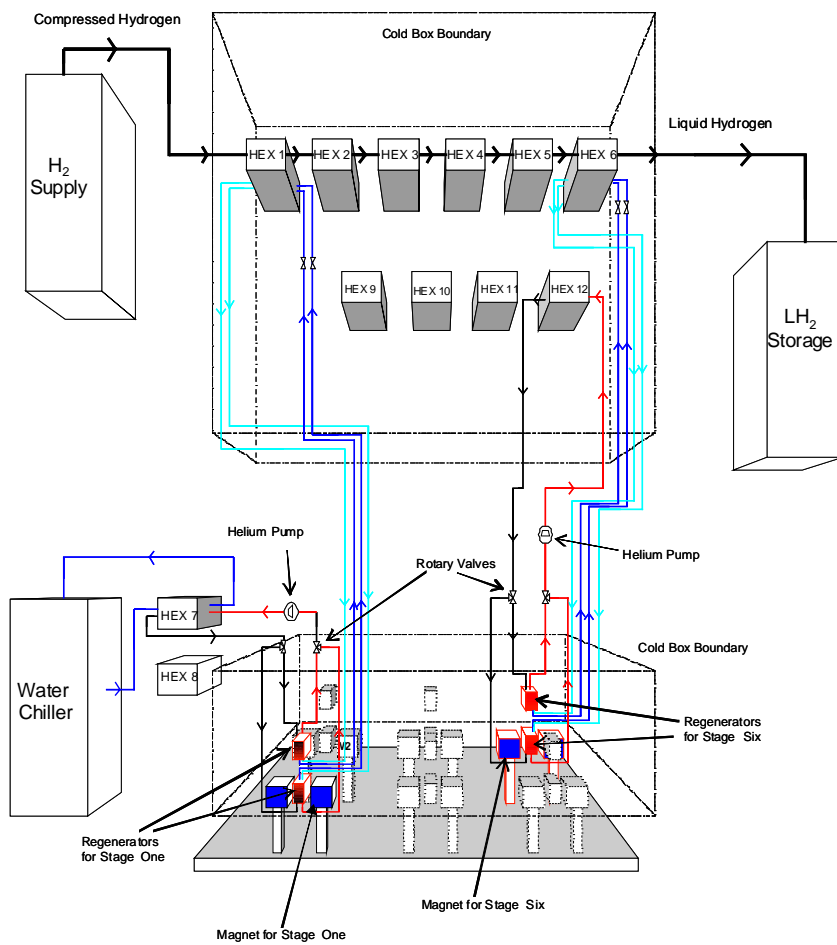 Compressed Hydrogen
Cold Box Boundary
H2
Supply
HEX 1
HEX 2
HEX 3
HEX 4
HEX 5
HEX 6
Liquid Hydrogen
HEX 9
HEX 10
HEX 11
HEX 12
LH2
Storage
Helium Pump
Rotary Valves
Helium Pump
HEX 7
HEX 8
Water
Chiller
Cold Box Boundary
Regenerators
for Stage Six
Regenerators
for Stage One
Magnet for Stage Six
Magnet for Stage One